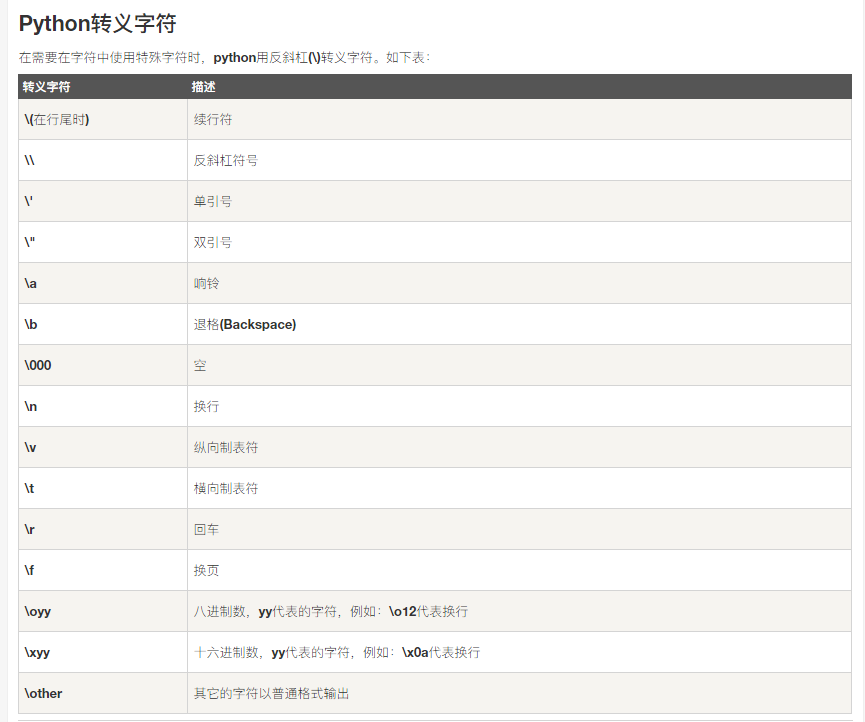 Python转义字符
在需要在字符中使用特殊字符时，python用反斜杠(\)转义字符。如下表：
转义字符 描述
\(在行尾时) 续行符
\\ 反斜杠符号
\' 单引号
\" 双引号
\a 响铃
\b 退格(Backspace)
\000 空
\n 换行
\v 纵向制表符
\t 横向制表符
\r 回车
\f 换页
\oyy 八进制数，yy代表的字符，例如：\o12代表换行
\xyy 十六进制数，yy代表的字符，例如：\x0a代表换行
\other 其它的字符以普通格式输出